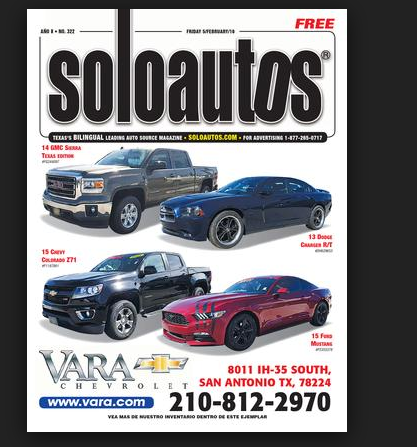 FREE
AÑO 8 • NO. 322
FRIDAY 5/FEBRUARY/16
soloautos®
TEXAS'S BILINGUAL LEADING AUTO SOURCE MAGAZINE • SOLOAUTOS.COM • FOR ADVERTISING 1-877-265-0717
14 GMC SIERRA
TEXAS EDITION
13 DODGE
CHARGER R/T
15 CHEVY
COLORADO Z71
15 FORD
MUSTANG
VARA
CHEVROLET
www.vara.com
8011 IH-35 SOUTH,
SAN ANTONIO TX, 78224
210-812-2970
VEA MAS DE NUESTRO INVENTARIO DENTRO DE ESTE EJEMPLAR